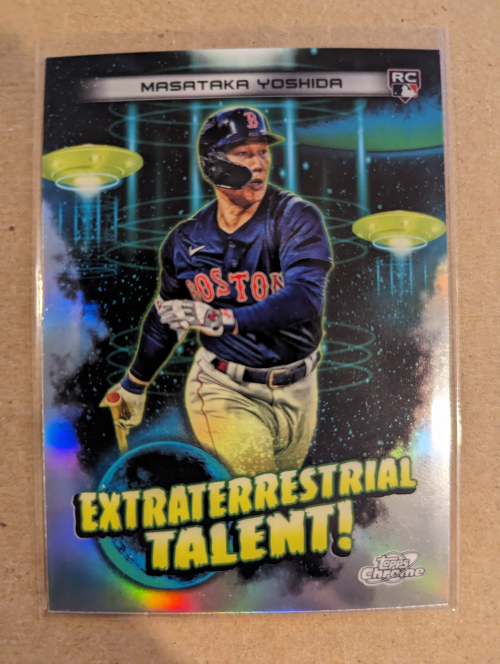 MASATAKA YOSHIDA
RC
B
BOSTON
EXTRATERRESTRIAL
TALENT!
TOPPS
Chrome